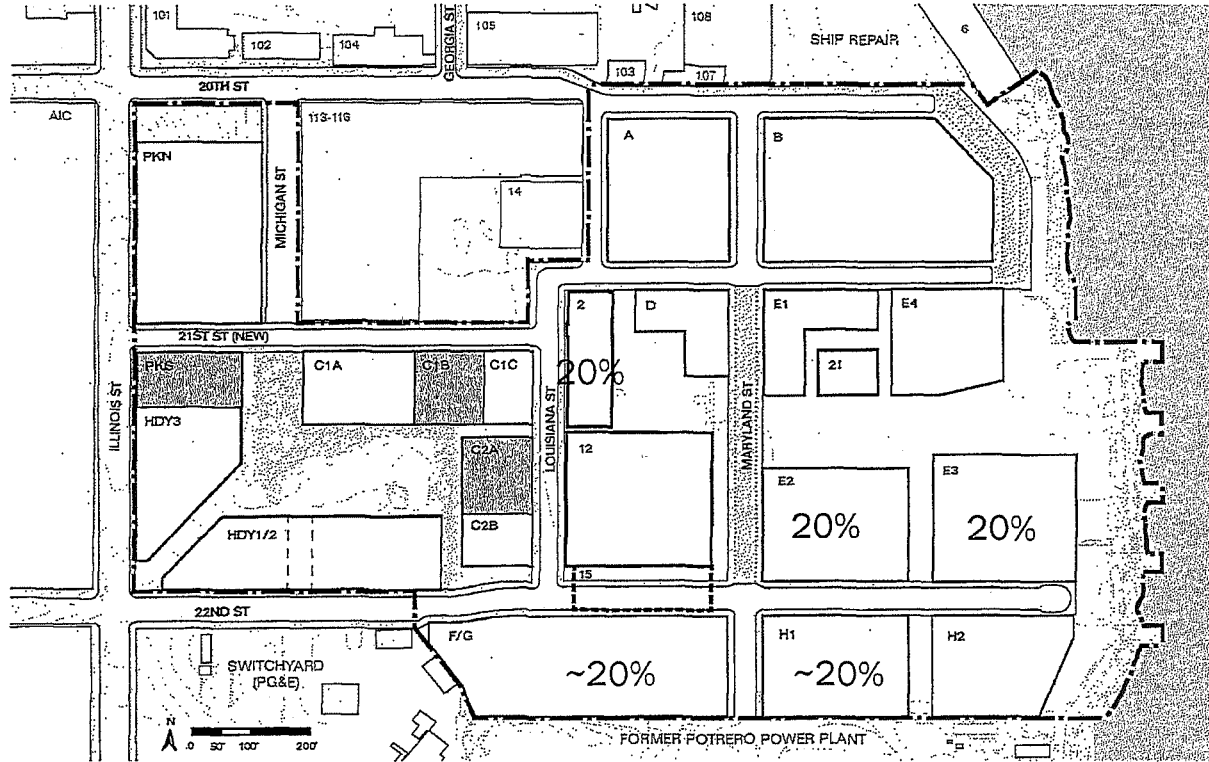 101
102
104
GEORGIA ST
105
103
108
107
SHIP REPAIR
6
20TH ST
AIC
PKN
MICHIGAN ST
113-116
14
A
B
21ST ST (NEW)
2
20%
D
E1
21
E4
PKS
HDY3
ILLINOIS ST
C1A
C1B
C1C
LOUISIANA ST
MARYLAND ST
C2A
C2B
12
E2
20%
E3
20%
HDY1/2
15
22ND ST
F/G
~20%
H1
~20%
H2
SWITCHYARD
(PG&E)
N
0 50' 100' 200'
FORMER POTRERO POWER PLANT